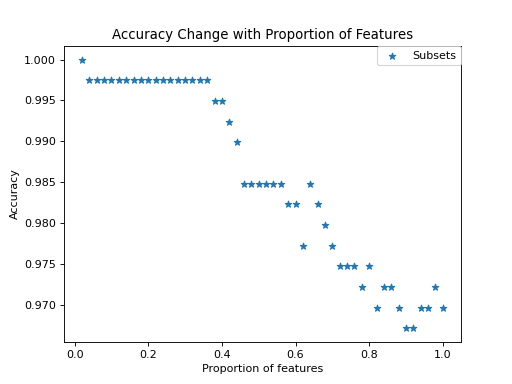 Accuracy Change with Proportion of Features
Subsets
1.000
0.995
0.990
0.985
0.980
0.975
0.970
Accuracy
0.0 0.2 0.4 0.6 0.8 1.0
Proportion of features